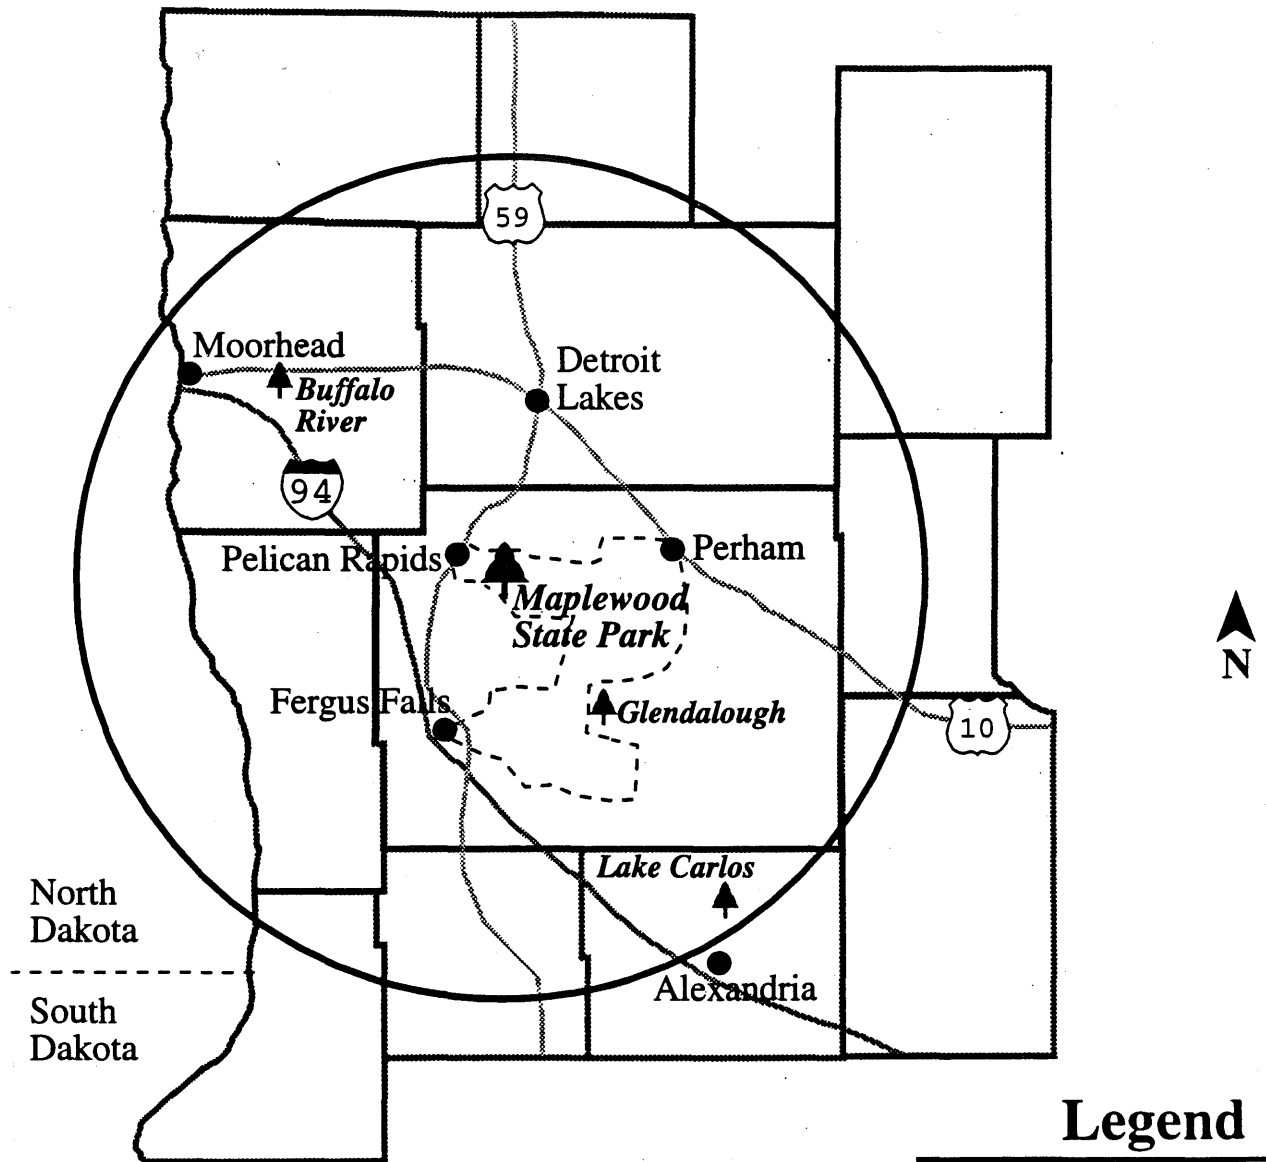 59
Moorhead
Buffalo
River
Detroit
Lakes
94
Pelican Rapids
Perham
Maplewood
State Park
N
Fergus Falls
Glendalough
10
Lake Carlos
North
Dakota
Alexandria
South
Dakota
Legend